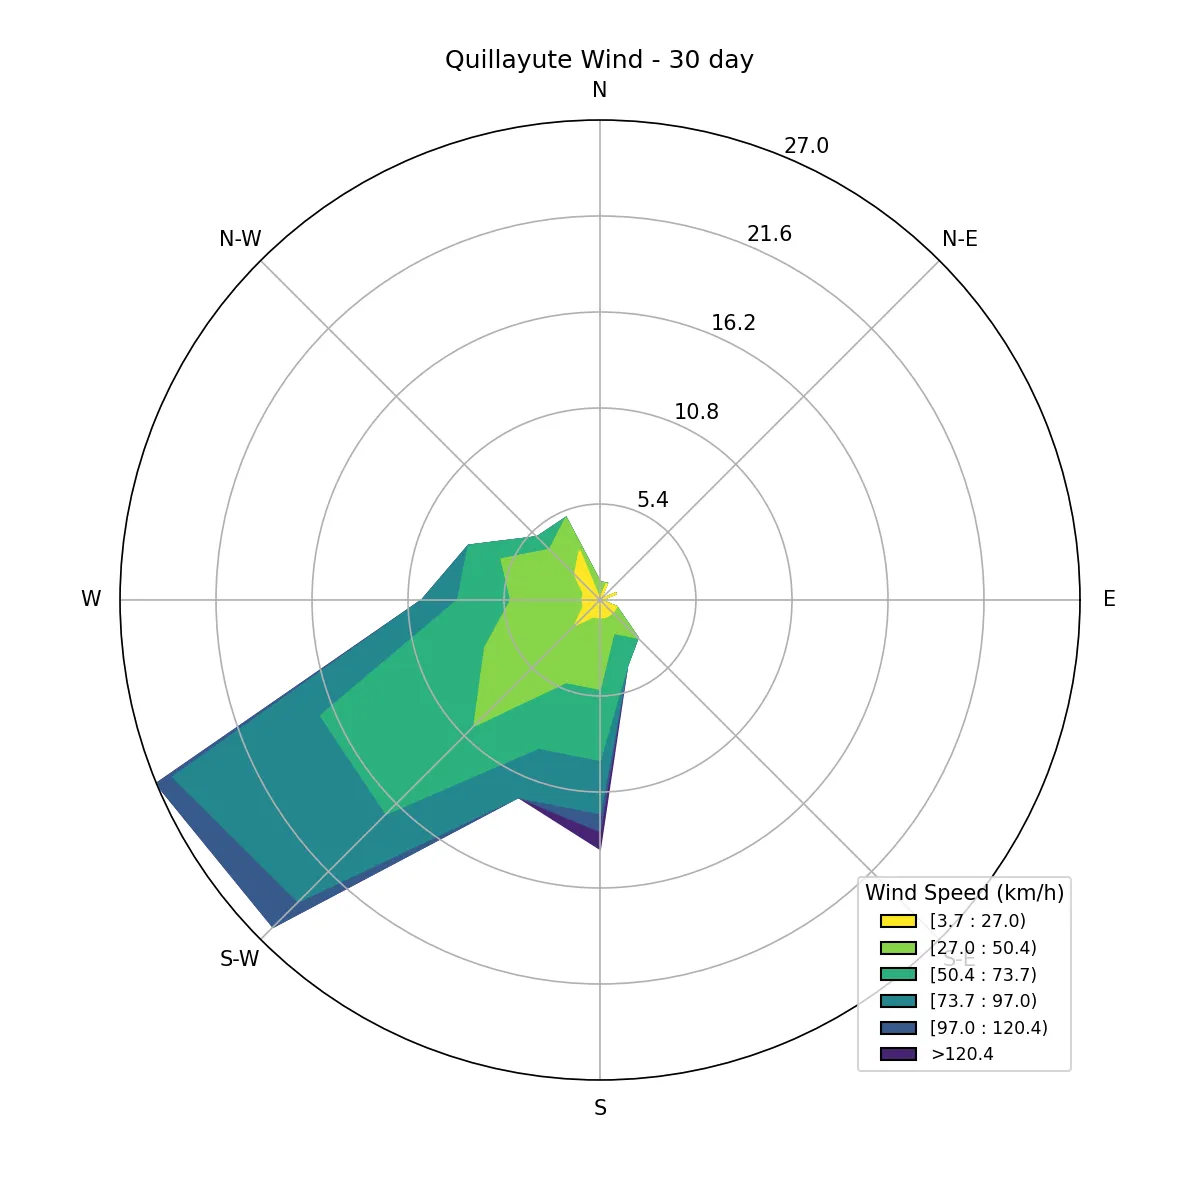 Quillayute Wind - 30 day
N
27.0
N-W
N-E
21.6
16.2
10.8
5.4
W
E
S-W
S-E
S
Wind Speed (km/h)
[3.7 : 27.0)
[27.0 : 50.4)
[50.4 : 73.7)
[73.7 : 97.0)
[97.0 : 120.4)
>120.4